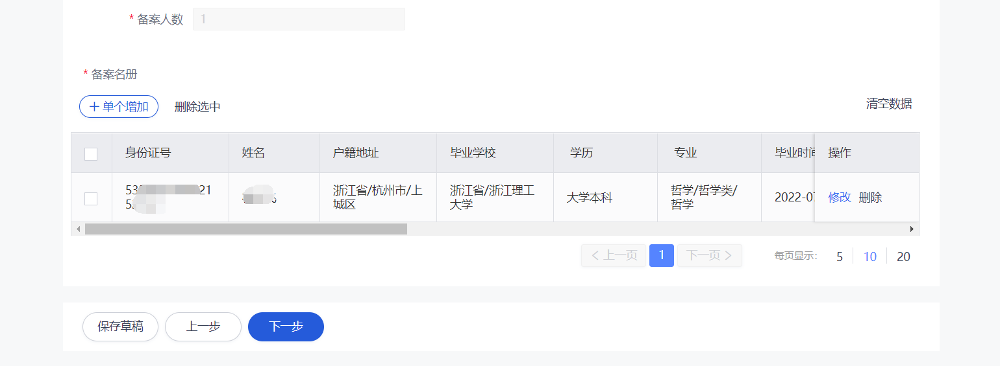 * 备案人数 1
* 备案名册
单个增加 删除选中 清空数据
身份证号 姓名 户籍地址 毕业学校 学历 专业 毕业时间 操作
53 21 浙江省/杭州市/上 浙江省/浙江理工 大学本科 哲学/哲学类/ 2022-07 修改 删除
5 城区 大学 哲学
上一页 1 下一页 每页显示: 5 10 20
保存草稿 上一步 下一步